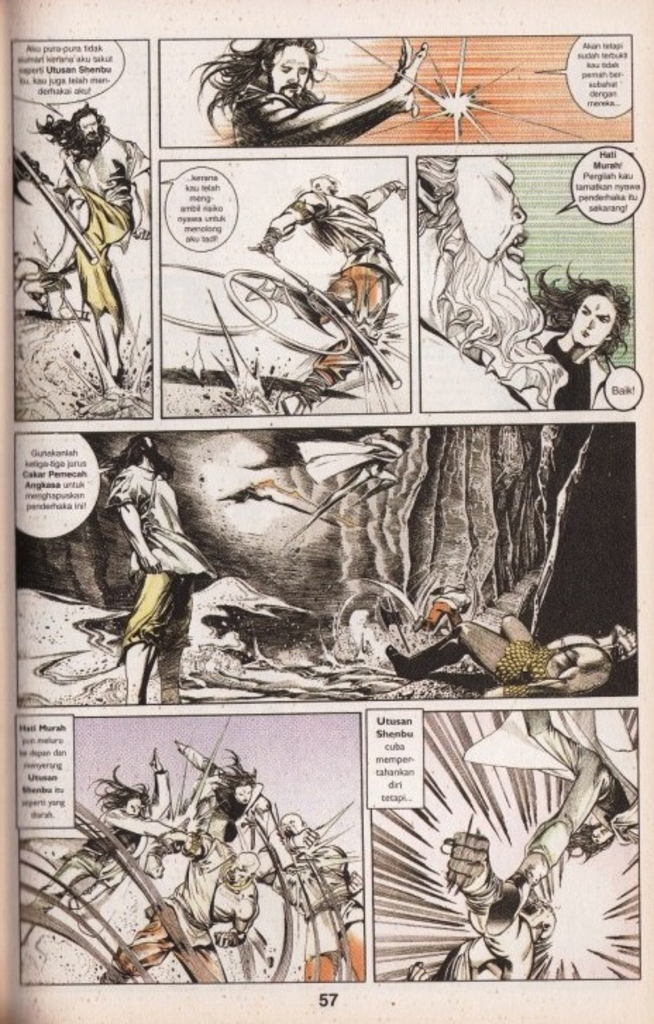 Aku pura-pura tidak
siuman kerana aku takut
seperti Utusan Shenbu
itu, kau juga telah men-
derhakai aku!
Akan tetapi
sudah terbukti
kau tidak
pernah ber-
subahat
dengan
mereka...
...kerana
kau telah
meng-
ambil risiko
nyawa untuk
menolong
aku tadi!
Hati
Murah!
Pergilah kau
tamatkan nyawa
penderhaka itu
sekarang!
Baik!
Gunakanlah
ketiga-tiga jurus
Cakar Pemecah
Angkasa untuk
menghapuskan
penderhaka ini!
Hati Murah
pun meluru
ke depan dan
menyerang
Utusan
Shenbu itu
seperti yang
diarah.
Utusan
Shenbu
cuba
memper-
tahankan
diri
tetapi...
57